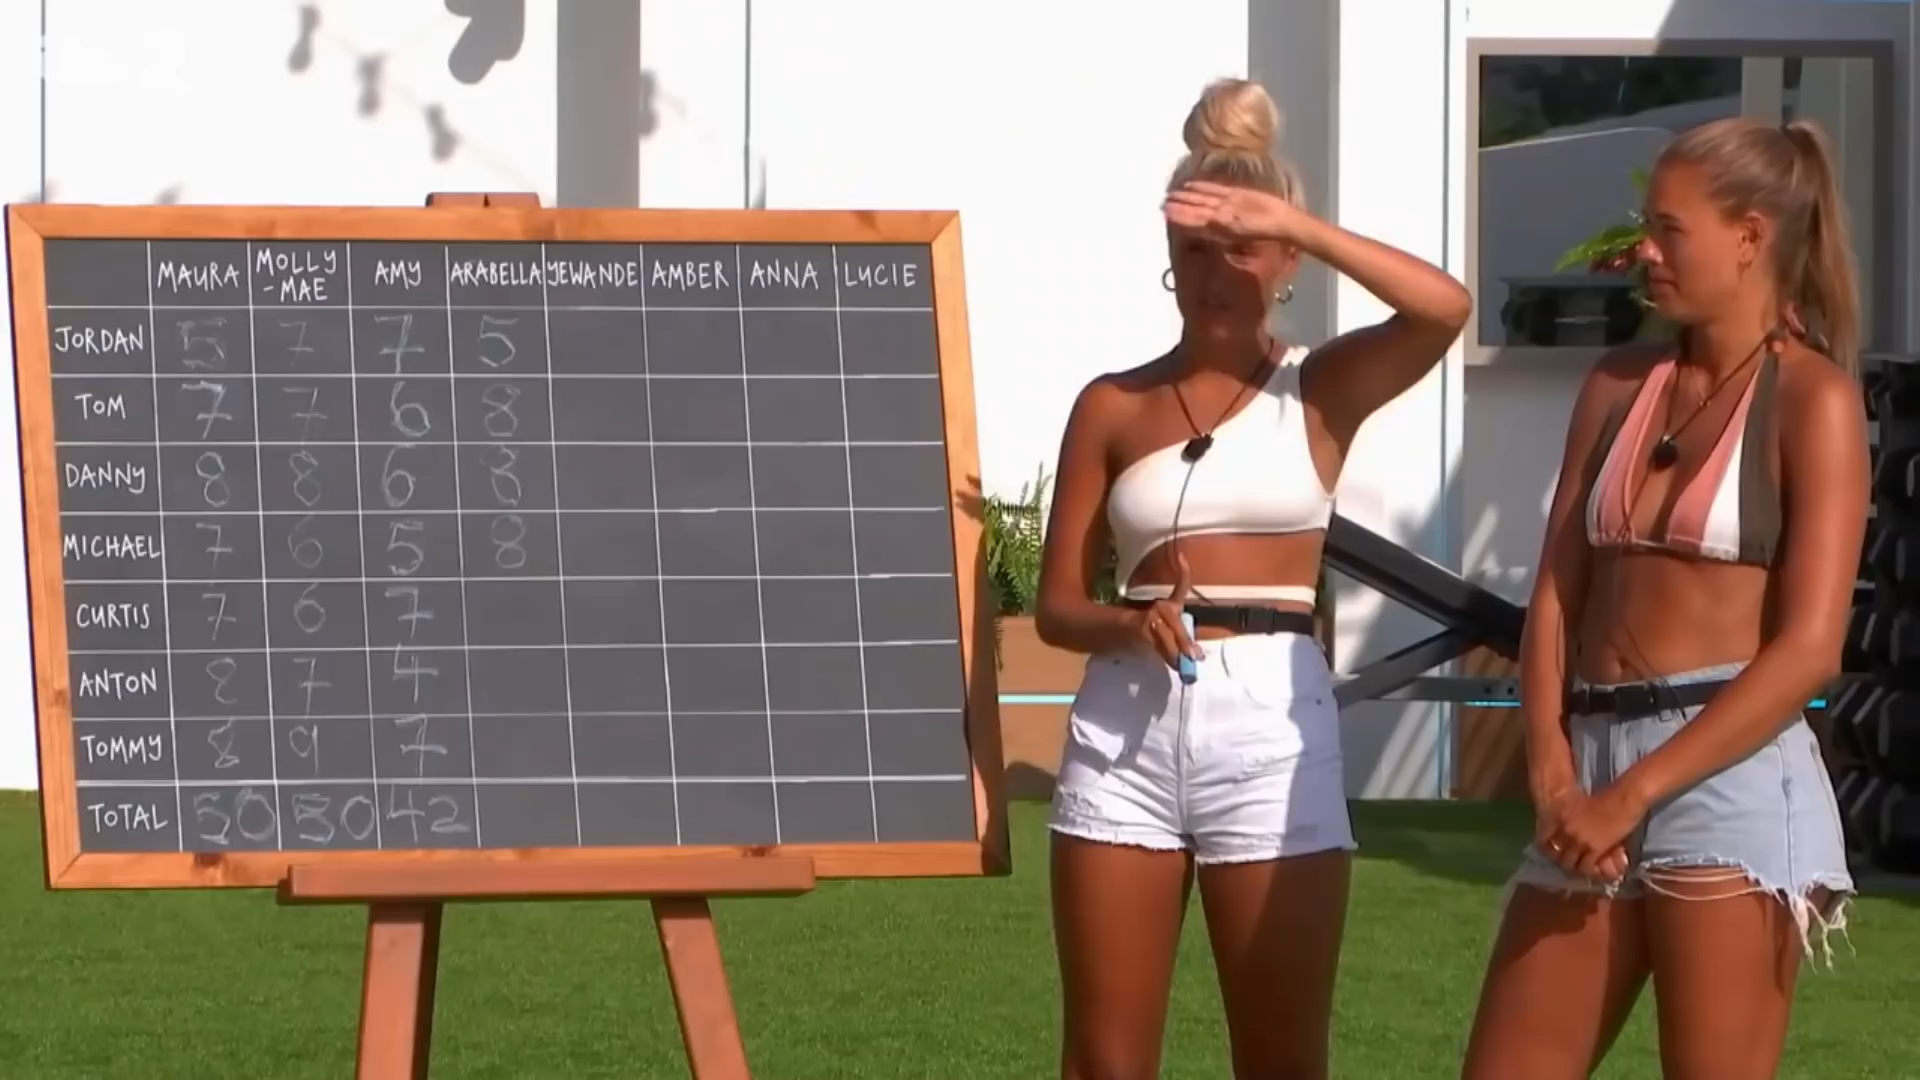 MAURA MOLLY-MAE AMY ARABELLA YEWANDE AMBER ANNA LUCIE
JORDAN 5 7 7 5
TOM 7 7 6 8
DANNY 8 8 6 8
MICHAEL 7 6 5 8
CURTIS 7 6 7
ANTON 8 7 4
TOMMY 8 9 7
TOTAL 50 50 42